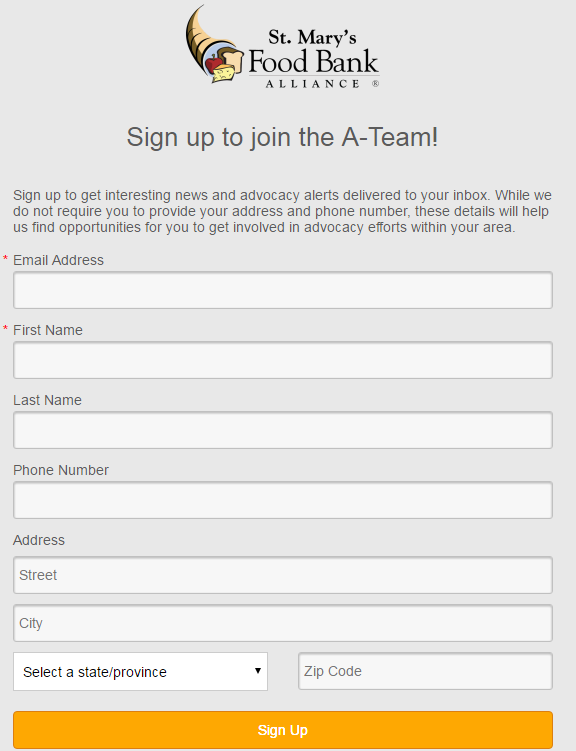 St. Mary's
Food Bank
ALLIANCE ®
Sign up to join the A-Team!
Sign up to get interesting news and advocacy alerts delivered to your inbox. While we
do not require you to provide your address and phone number, these details will help
us find opportunities for you to get involved in advocacy efforts within your area.
* Email Address
* First Name
Last Name
Phone Number
Address
Street
City
Select a state/province
Zip Code
Sign Up